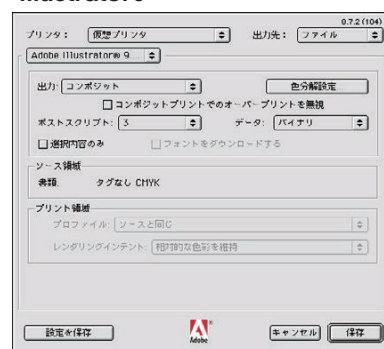 Illustrator9
0.7.2 (104)
プリンタ: 仮想プリンタ 出力先: ファイル
Adobe Illustrator® 9...
出力: コンポジット 色分解設定...
コンポジットプリントでのオーバープリントを無視
ポストスクリプト: 3 データ: バイナリ
選択内容のみ フォントをダウンロードする
ソース領域
書類: タグなし CMYK
プリント領域
プロファイル: ソースと同じ
レンダリングインテント: 相対的な色彩を維持
設定を保存 Adobe キャンセル 保存